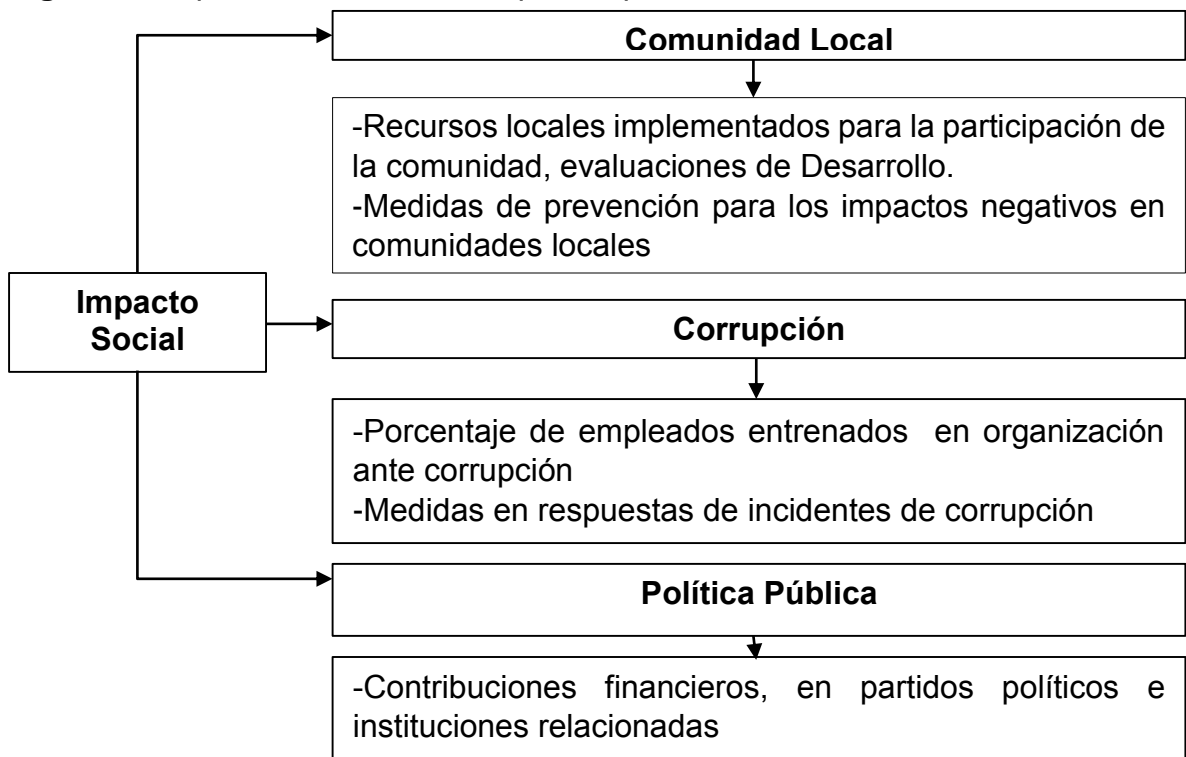 Comunidad Local
-Recursos locales implementados para la participación de
la comunidad, evaluaciones de Desarrollo.
-Medidas de prevención para los impactos negativos en
comunidades locales
Impacto
Social
Corrupción
-Porcentaje de empleados entrenados en organización
ante corrupción
-Medidas en respuestas de incidentes de corrupción
Política Pública
-Contribuciones financieros, en partidos políticos e
instituciones relacionadas